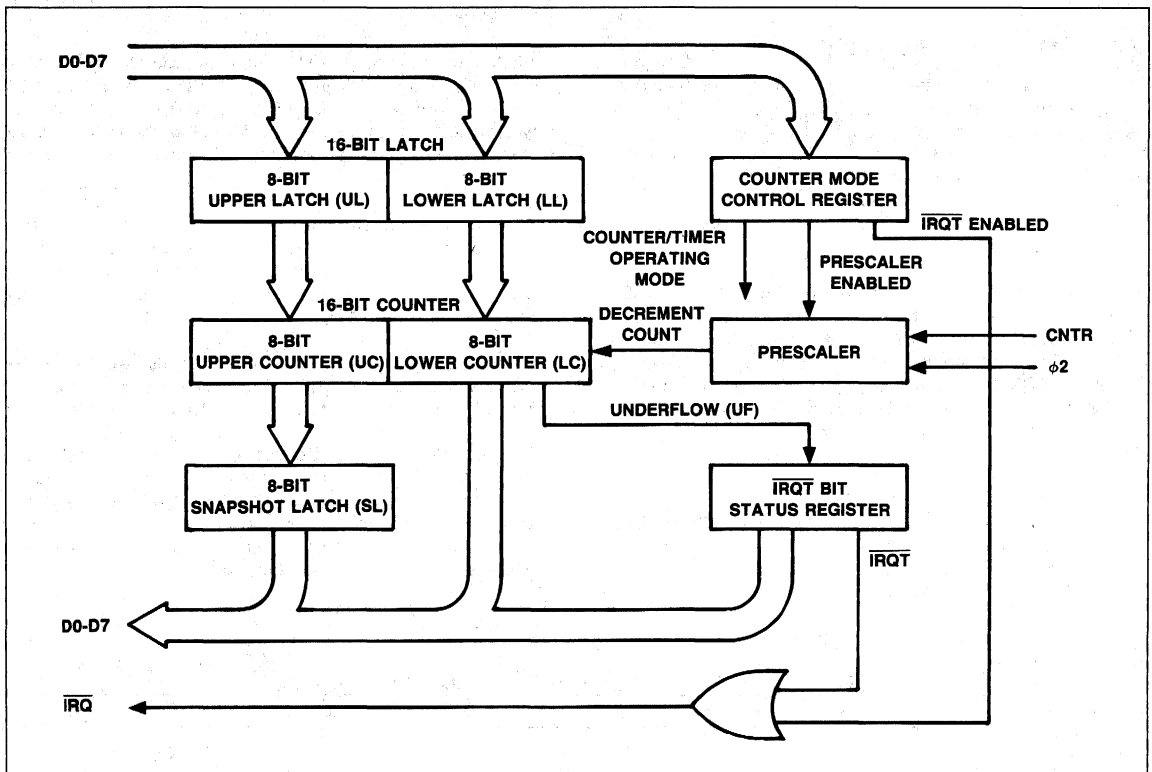 D0-D7
16-BIT LATCH
8-BIT
UPPER LATCH (UL)
8-BIT
LOWER LATCH (LL)
COUNTER MODE
CONTROL REGISTER
IRQT ENABLED
COUNTER/TIMER
OPERATING
MODE
PRESCALER
ENABLED
16-BIT COUNTER
DECREMENT
COUNT
8-BIT
UPPER COUNTER (UC)
8-BIT
LOWER COUNTER (LC)
PRESCALER
CNTR
ϕ2
UNDERFLOW (UF)
8-BIT
SNAPSHOT LATCH (SL)
IRQT BIT
STATUS REGISTER
IRQT
D0-D7
IRQ